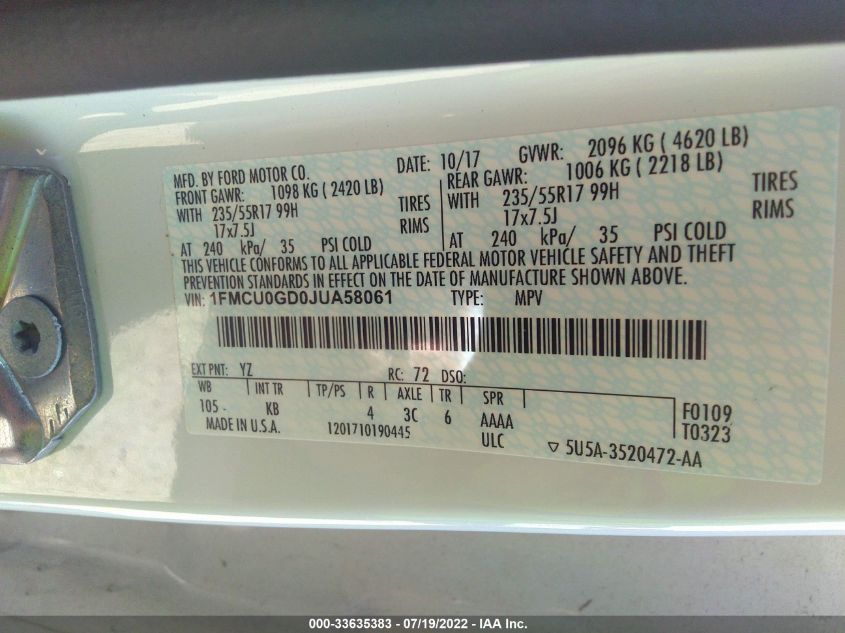 MFD. BY FORD MOTOR CO. DATE: 10/17 GVWR: 2096 KG ( 4620 LB)
FRONT GAWR: 1098 KG ( 2420 LB) REAR GAWR: 1006 KG ( 2218 LB)
WITH 235/55R17 99H TIRES WITH 235/55R17 99H TIRES
17x7.5J RIMS 17x7.5J RIMS
AT 240 kPa/ 35 PSI COLD AT 240 kPa/ 35 PSI COLD
THIS VEHICLE CONFORMS TO ALL APPLICABLE FEDERAL MOTOR VEHICLE SAFETY AND THEFT
PREVENTION STANDARDS IN EFFECT ON THE DATE OF MANUFACTURE SHOWN ABOVE.
VIN: 1FMCU0GD0JUA58061 TYPE: MPV
EXT PNT: YZ RC: 72 DSO:
WB INT TR TP/PS R AXLE TR SPR
105 - KB 4 3C 6 AAAA F0109
MADE IN U.S.A. 1201710190445 ULC T0323
▽ 5U5A-3520472-AA
000-33635383 - 07/19/2022 - IAA Inc.